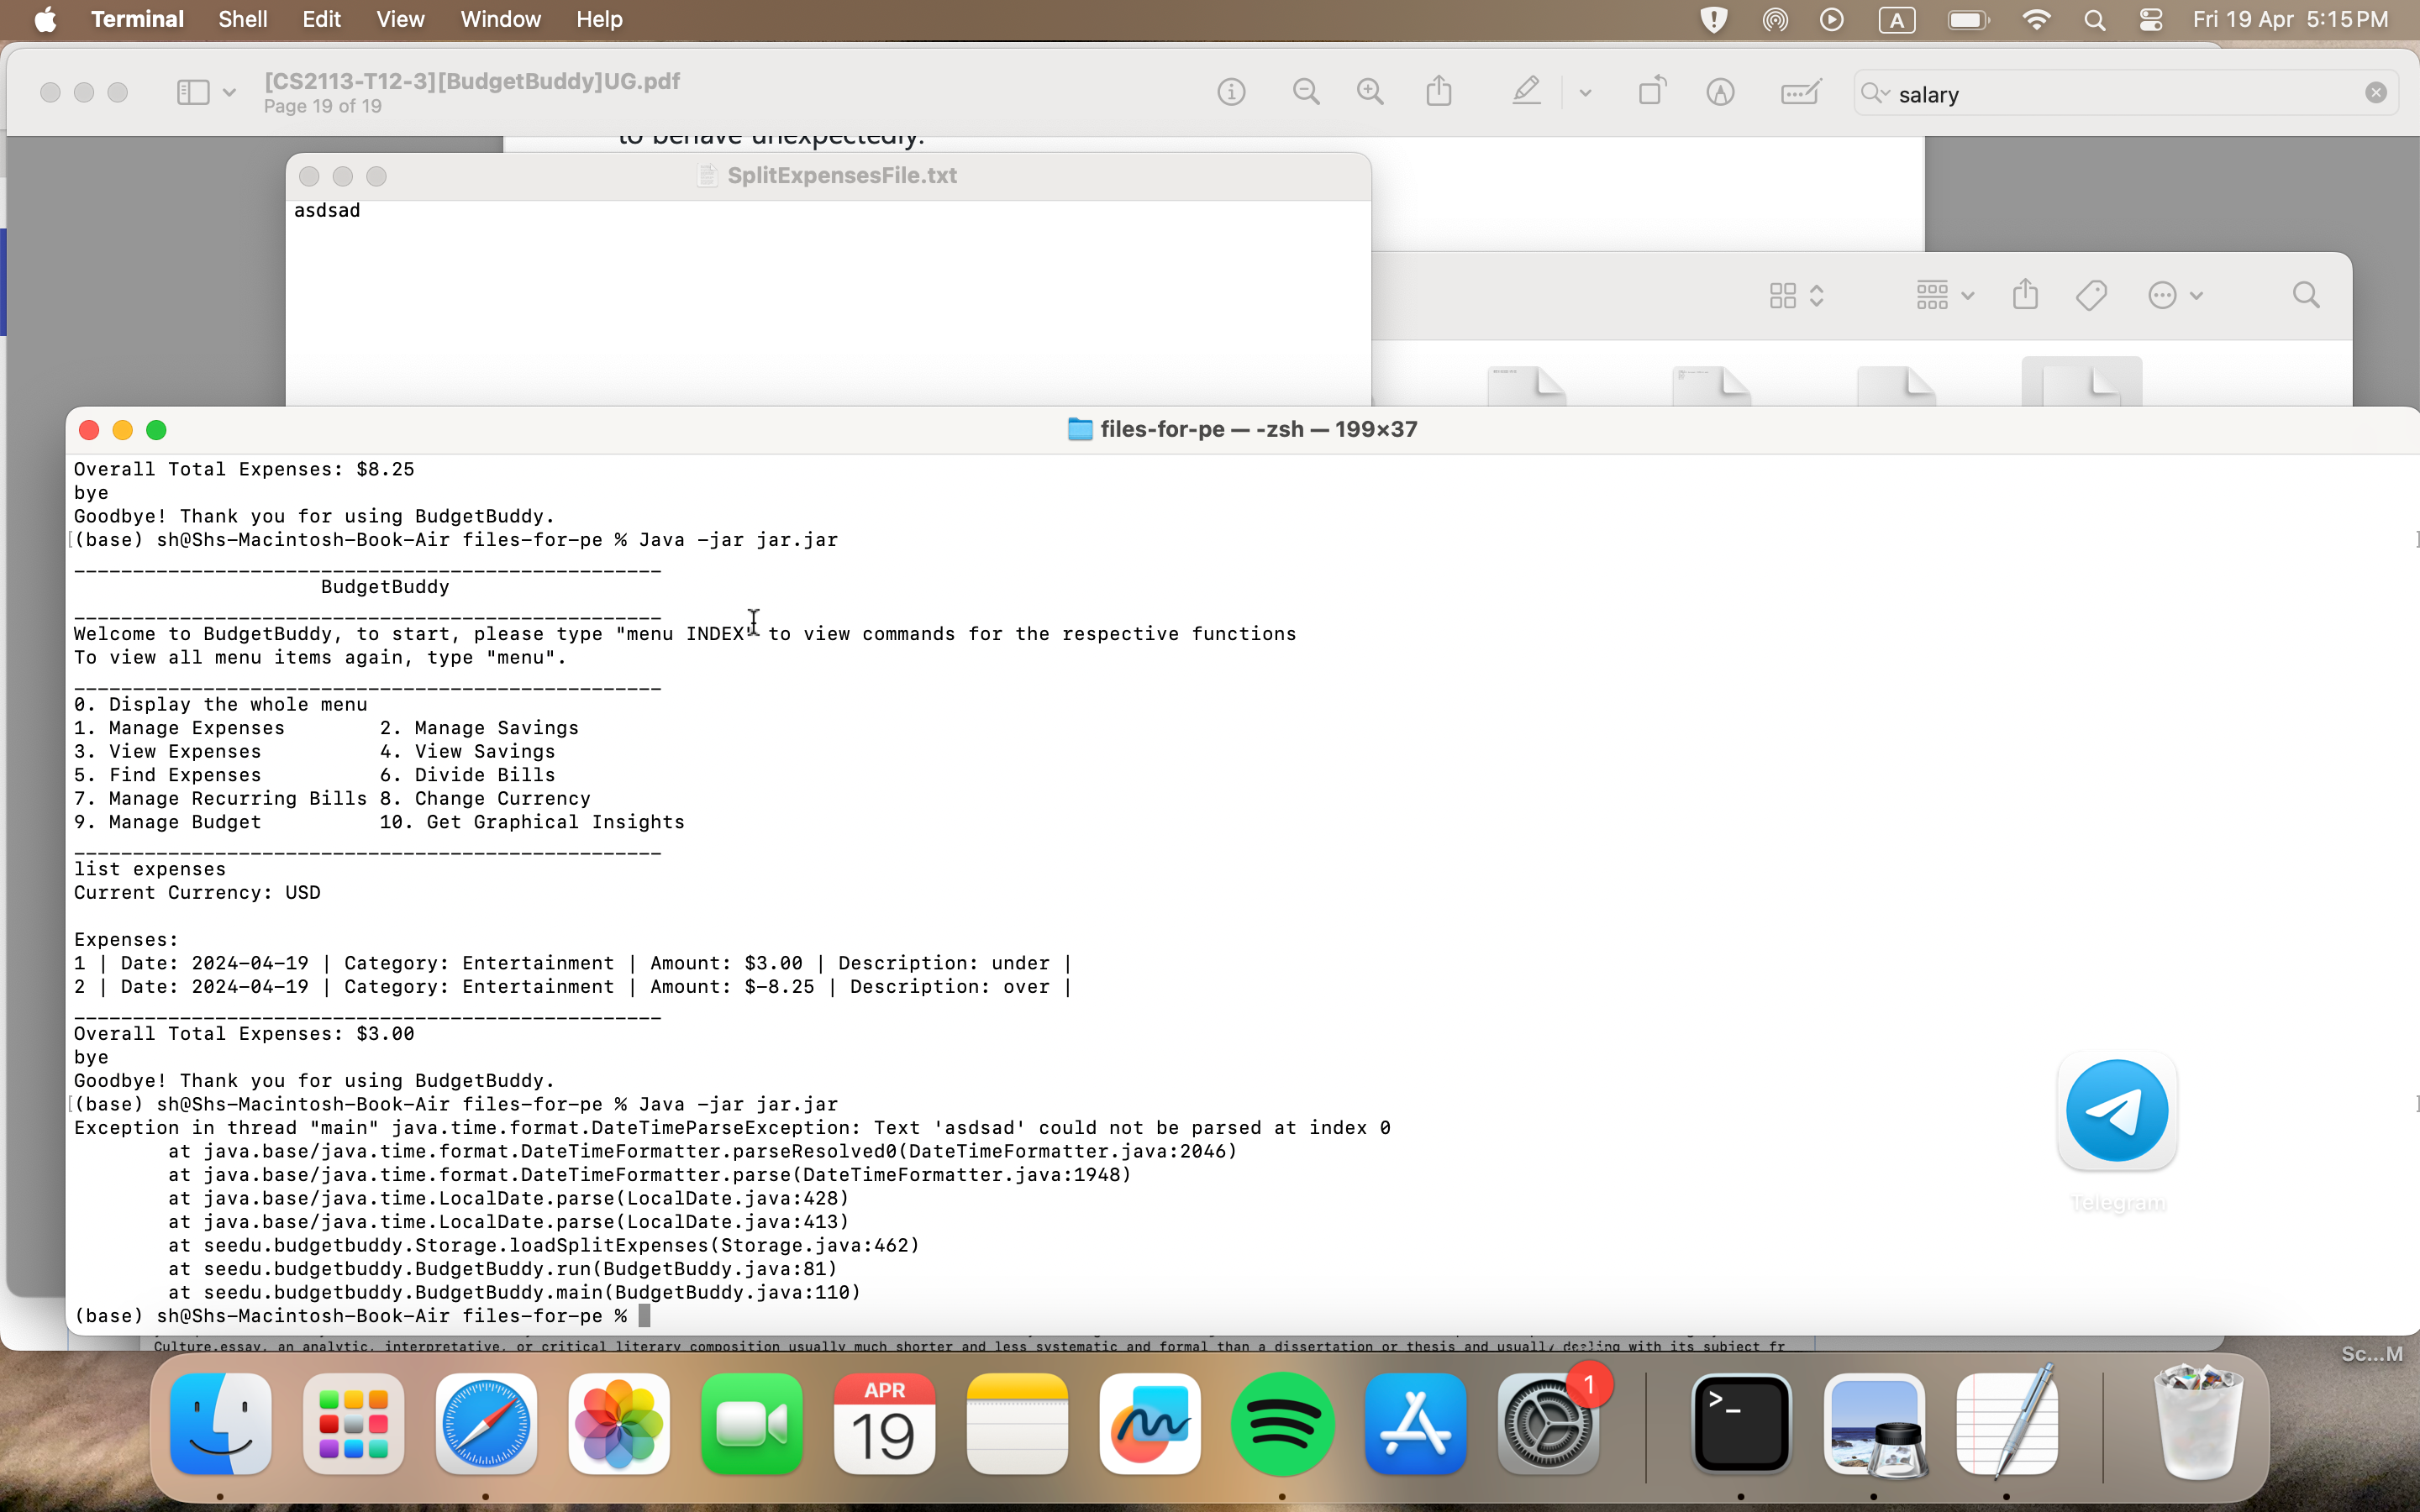 Terminal Shell Edit View Window Help A Fri 19 Apr 5:15 PM
[CS2113-T12-3][BudgetBuddy]UG.pdf
Page 19 of 19
salary
to behave unexpectedly.
SplitExpensesFile.txt
asdsad
files-for-pe — -zsh — 199×37
Overall Total Expenses: $8.25
bye
Goodbye! Thank you for using BudgetBuddy.
[(base) sh@Shs-Macintosh-Book-Air files-for-pe % Java -jar jar.jar ]
__________________________________________________
BudgetBuddy
__________________________________________________
Welcome to BudgetBuddy, to start, please type "menu INDEX" to view commands for the respective functions
To view all menu items again, type "menu".
__________________________________________________
0. Display the whole menu
1. Manage Expenses 2. Manage Savings
3. View Expenses 4. View Savings
5. Find Expenses 6. Divide Bills
7. Manage Recurring Bills 8. Change Currency
9. Manage Budget 10. Get Graphical Insights
__________________________________________________
list expenses
Current Currency: USD
Expenses:
1 | Date: 2024-04-19 | Category: Entertainment | Amount: $3.00 | Description: under |
2 | Date: 2024-04-19 | Category: Entertainment | Amount: $-8.25 | Description: over |
__________________________________________________
Overall Total Expenses: $3.00
bye
Goodbye! Thank you for using BudgetBuddy.
[(base) sh@Shs-Macintosh-Book-Air files-for-pe % Java -jar jar.jar ]
Exception in thread "main" java.time.format.DateTimeParseException: Text 'asdsad' could not be parsed at index 0
at java.base/java.time.format.DateTimeFormatter.parseResolved0(DateTimeFormatter.java:2046)
at java.base/java.time.format.DateTimeFormatter.parse(DateTimeFormatter.java:1948)
at java.base/java.time.LocalDate.parse(LocalDate.java:428)
at java.base/java.time.LocalDate.parse(LocalDate.java:413)
at seedu.budgetbuddy.Storage.loadSplitExpenses(Storage.java:462)
at seedu.budgetbuddy.BudgetBuddy.run(BudgetBuddy.java:81)
at seedu.budgetbuddy.BudgetBuddy.main(BudgetBuddy.java:110)
(base) sh@Shs-Macintosh-Book-Air files-for-pe %
Telegram
Culture.essay, an analytic, interpretative, or critical literary composition usually much shorter and less systematic and formal than a dissertation or thesis and usually dealing with its subject fr
Sc...M
APR
19
1
>_